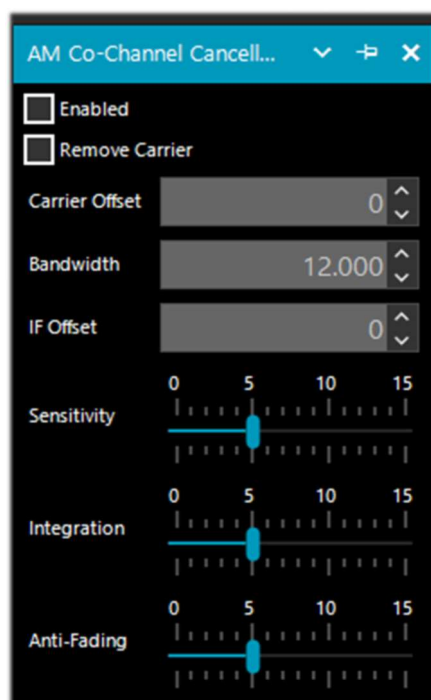 AM Co-Channel Cancell...
Enabled
Remove Carrier
Carrier Offset 0
Bandwidth 12.000
IF Offset 0
0 5 10 15
Sensitivity
0 5 10 15
Integration
0 5 10 15
Anti-Fading